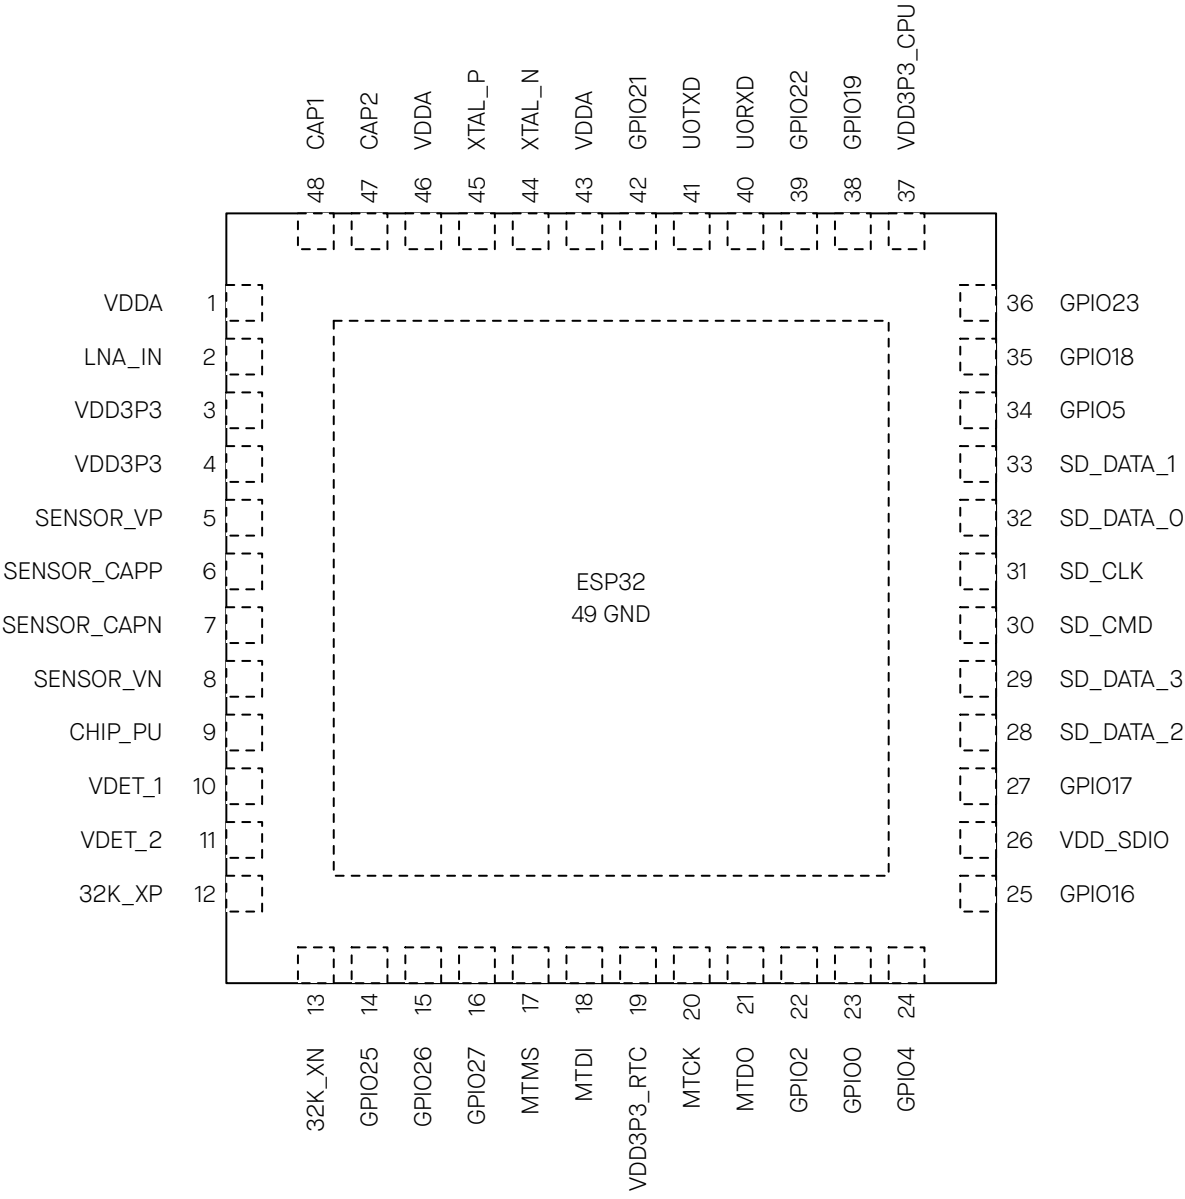 CAP1 48
CAP2 47
VDDA 46
XTAL_P 45
XTAL_N 44
VDDA 43
GPIO21 42
U0TXD 41
U0RXD 40
GPIO22 39
GPIO19 38
VDD3P3_CPU 37
VDDA 1
LNA_IN 2
VDD3P3 3
VDD3P3 4
SENSOR_VP 5
SENSOR_CAPP 6
SENSOR_CAPN 7
SENSOR_VN 8
CHIP_PU 9
VDET_1 10
VDET_2 11
32K_XP 12
ESP32
49 GND
36 GPIO23
35 GPIO18
34 GPIO5
33 SD_DATA_1
32 SD_DATA_0
31 SD_CLK
30 SD_CMD
29 SD_DATA_3
28 SD_DATA_2
27 GPIO17
26 VDD_SDIO
25 GPIO16
13 32K_XN
14 GPIO25
15 GPIO26
16 GPIO27
17 MTMS
18 MTDI
19 VDD3P3_RTC
20 MTCK
21 MTDO
22 GPIO2
23 GPIO0
24 GPIO4